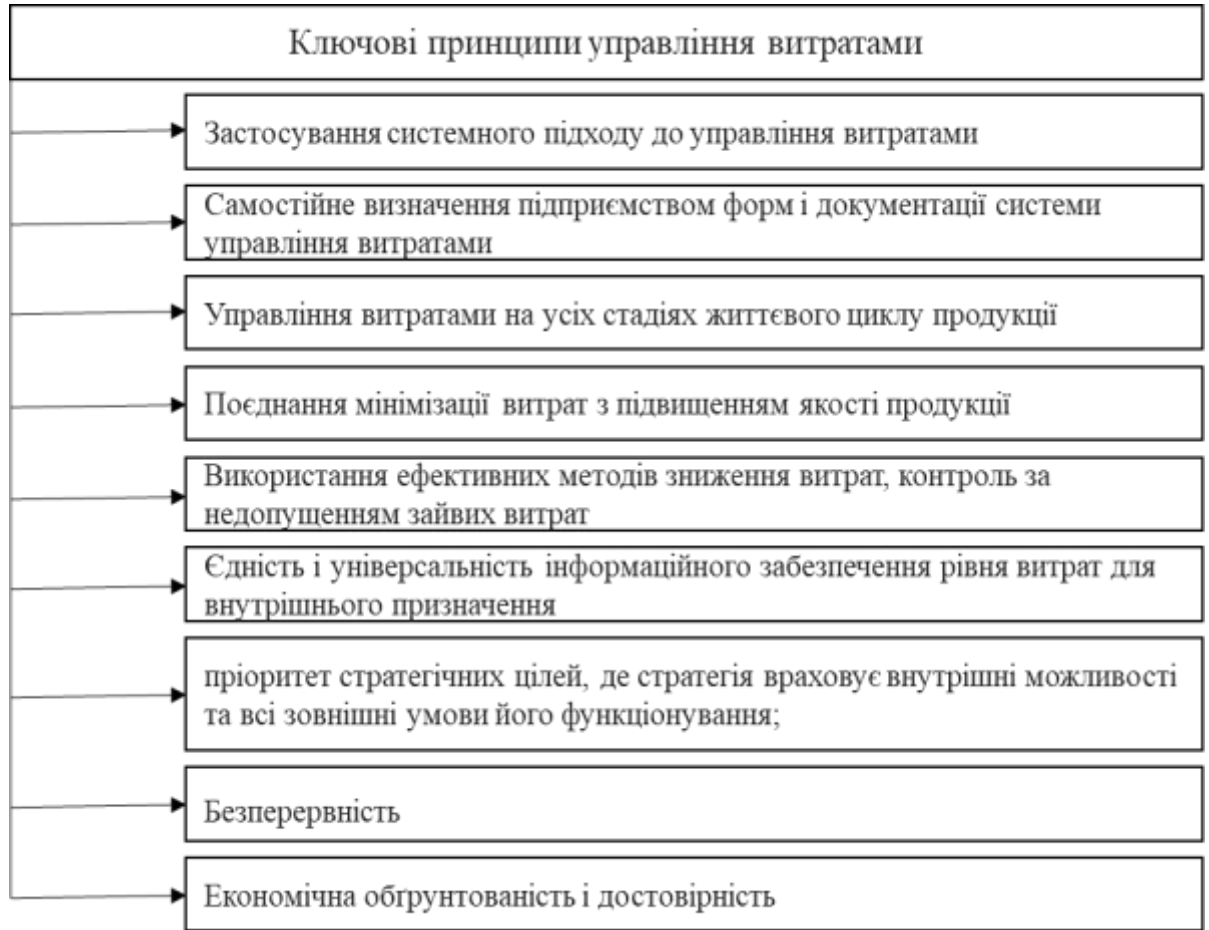 Ключові принципи управління витратами
Застосування системного підходу до управління витратами
Самостійне визначення підприємством форм і документації системи
управління витратами
Управління витратами на усіх стадіях життєвого циклу продукції
Поєднання мінімізації витрат з підвищенням якості продукції
Використання ефективних методів зниження витрат, контроль за
недопущенням зайвих витрат
Єдність і універсальність інформаційного забезпечення рівня витрат для
внутрішнього призначення
пріоритет стратегічних цілей, де стратегія враховує внутрішні можливості
та всі зовнішні умови його функціонування;
Безперервність
Економічна обґрунтованість і достовірність